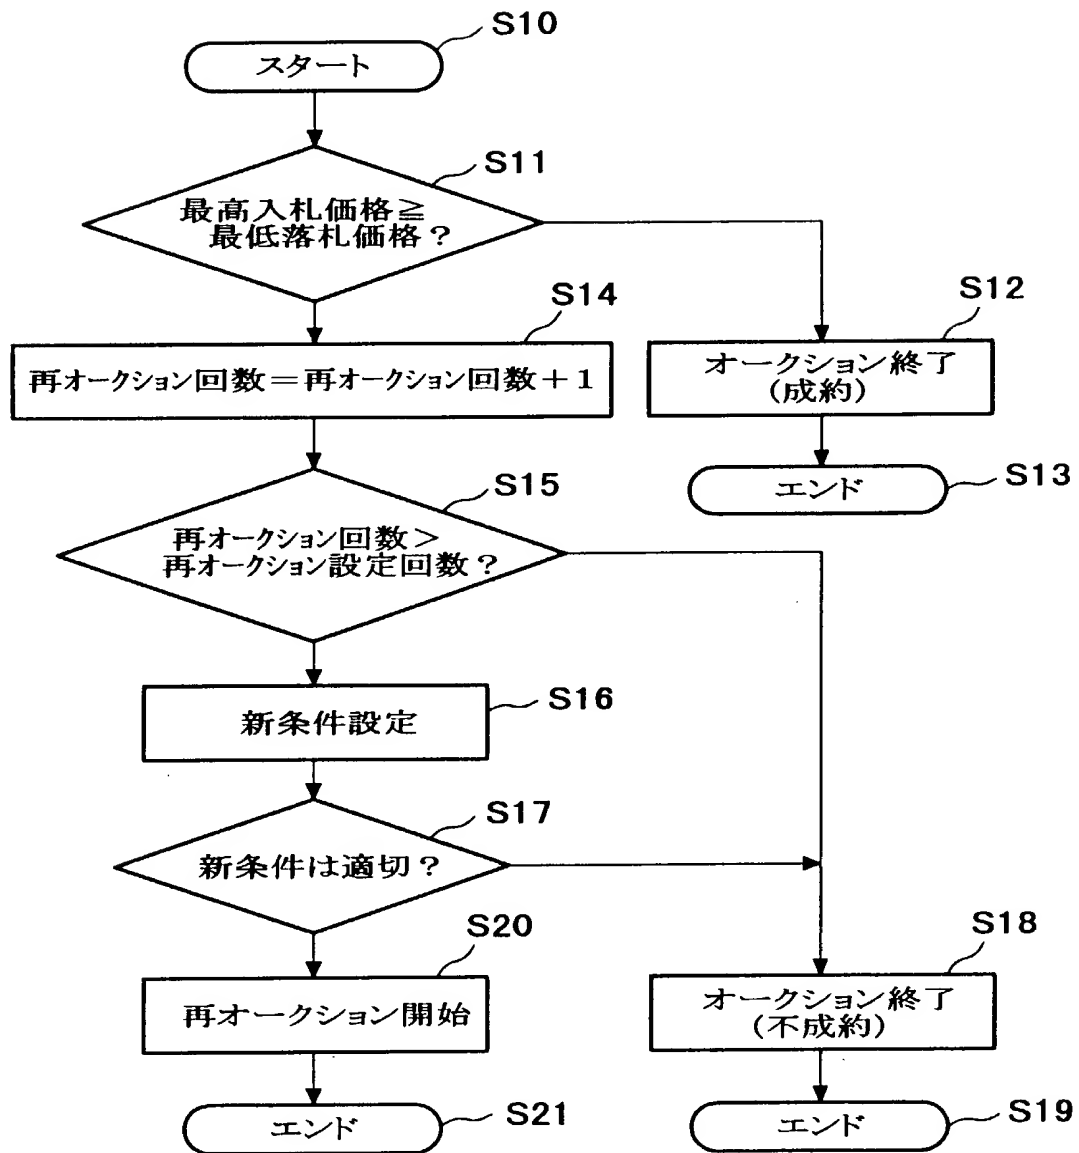 S10
スタート
S11
最高入札価格≧
最低落札価格？
S14
再オークション回数＝再オークション回数＋1
S12
オークション終了
(成約)
S13
エンド
S15
再オークション回数＞
再オークション設定回数？
S16
新条件設定
S17
新条件は適切？
S20
再オークション開始
S18
オークション終了
(不成約)
エンド
S21
エンド
S19